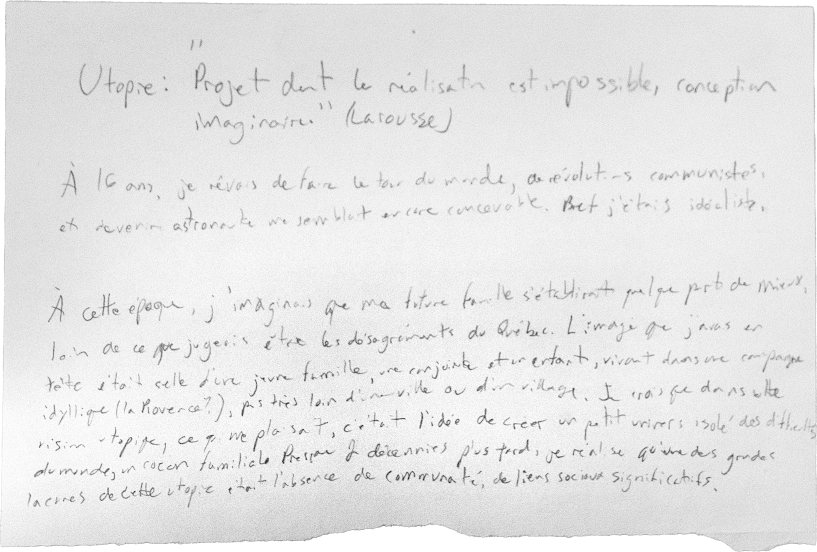 Utopie: "Projet dont la réalisatn est impossible, conception
imaginaire." (Larousse)
À 16 ans, je rêvais de faire le tour du monde, de révolutions communistes,
et devenir astronaute me semblait encore concevable. Bref j'étais idéaliste.
À cette époque, j'imaginais que ma future famille s'établirait quelque part de mieux,
loin de ce que jugeais être les désagréments du Québec. L'image que j'avais en
tête était celle d'une jeune famille, une conjointe et un enfant, vivant dans une campagne
idyllique (la Provence?), pas très loin d'une ville ou d'un village. Je crois que dans cette
vision utopique, ce qui me plaisait, c'était l'idée de créer un petit univers isolé des difficultés
du monde, un cocon familial. Presque 2 décennies plus tard, je réalise qu'une des grandes
lacunes de cette utopie était l'absence de communauté, de liens sociaux significatifs.